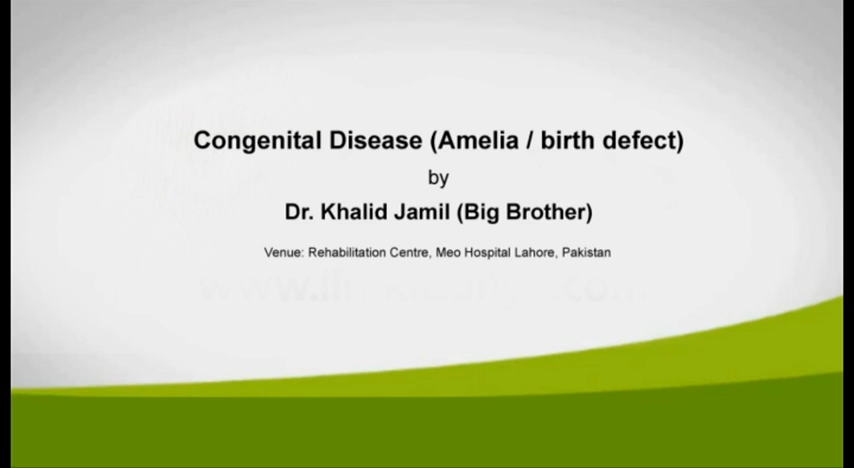 Congenital Disease (Amelia / birth defect)
by
Dr. Khalid Jamil (Big Brother)
Venue: Rehabilitation Centre, Meo Hospital Lahore, Pakistan